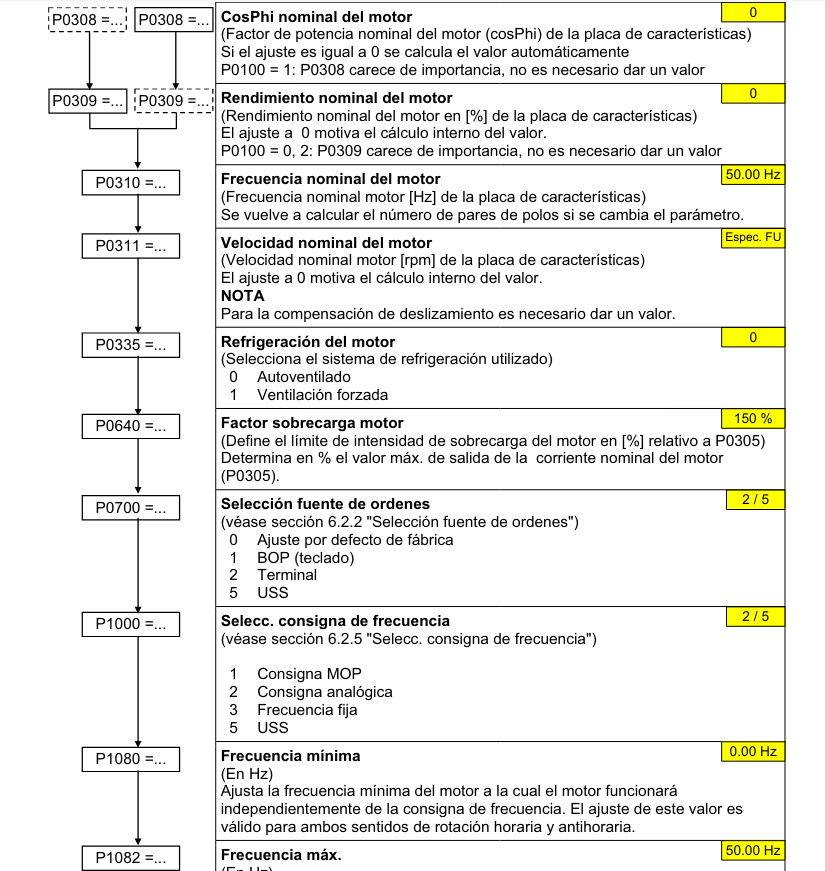 P0308 =...
P0308 =...
CosPhi nominal del motor
0
(Factor de potencia nominal del motor (cosPhi) de la placa de características)
Si el ajuste es igual a 0 se calcula el valor automáticamente
P0100 = 1: P0308 carece de importancia, no es necesario dar un valor
P0309 =...
P0309 =...
Rendimiento nominal del motor
0
(Rendimiento nominal del motor en [%] de la placa de características)
El ajuste a  0 motiva el cálculo interno del valor.
P0100 = 0, 2: P0309 carece de importancia, no es necesario dar un valor
P0310 =...
Frecuencia nominal del motor
50.00 Hz
(Frecuencia nominal motor [Hz] de la placa de características)
Se vuelve a calcular el número de pares de polos si se cambia el parámetro.
P0311 =...
Velocidad nominal del motor
Espec. FU
(Velocidad nominal motor [rpm] de la placa de características)
El ajuste a 0 motiva el cálculo interno del valor.
NOTA
Para la compensación de deslizamiento es necesario dar un valor.
P0335 =...
Refrigeración del motor
0
(Selecciona el sistema de refrigeración utilizado)
0 Autoventilado
1 Ventilación forzada
P0640 =...
Factor sobrecarga motor
150 %
(Define el límite de intensidad de sobrecarga del motor en [%] relativo a P0305)
Determina en % el valor máx. de salida de la  corriente nominal del motor
(P0305).
P0700 =...
Selección fuente de ordenes
2 / 5
(véase sección 6.2.2 "Selección fuente de ordenes")
0 Ajuste por defecto de fábrica
1 BOP (teclado)
2 Terminal
5 USS
P1000 =...
Selecc. consigna de frecuencia
2 / 5
(véase sección 6.2.5 "Selecc. consigna de frecuencia")
1 Consigna MOP
2 Consigna analógica
3 Frecuencia fija
5 USS
P1080 =...
Frecuencia mínima
0.00 Hz
(En Hz)
Ajusta la frecuencia mínima del motor a la cual el motor funcionará
independientemente de la consigna de frecuencia. El ajuste de este valor es
válido para ambos sentidos de rotación horaria y antihoraria.
P1082 =...
Frecuencia máx.
50.00 Hz
(En Hz)